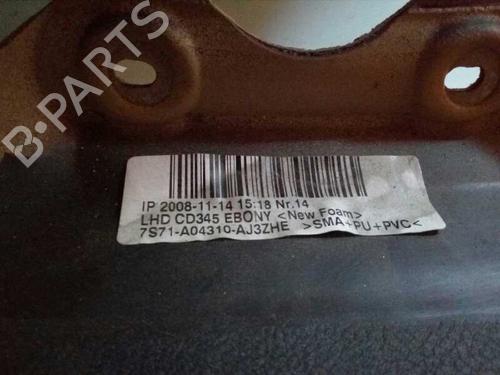 B-PARTS
IP 2008-11-14 15:18 Nr.14
LHD CD345 EBONY <New Foam>
7S71-A04310-AJ3ZHE >SMA+PU+PVC<